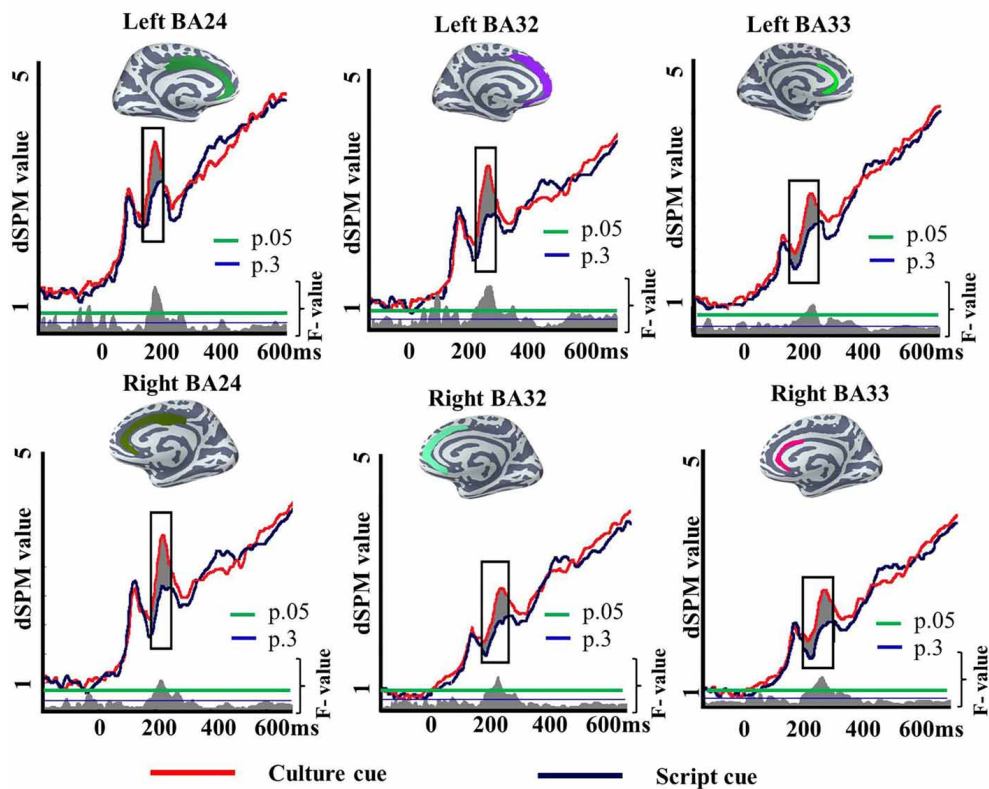 Left BA24 Left BA32 Left BA33
dSPM value 1 5
p.05
p.3
F- value
0 200 400 600ms
dSPM value 1 5
p.05
p.3
F- value
0 200 400 600ms
dSPM value 1 5
p.05
p.3
F- value
0 200 400 600ms
Right BA24 Right BA32 Right BA33
dSPM value 1 5
p.05
p.3
F- value
0 200 400 600ms
dSPM value 1 5
p.05
p.3
F- value
0 200 400 600ms
dSPM value 1 5
p.05
p.3
F- value
0 200 400 600ms
Culture cue Script cue